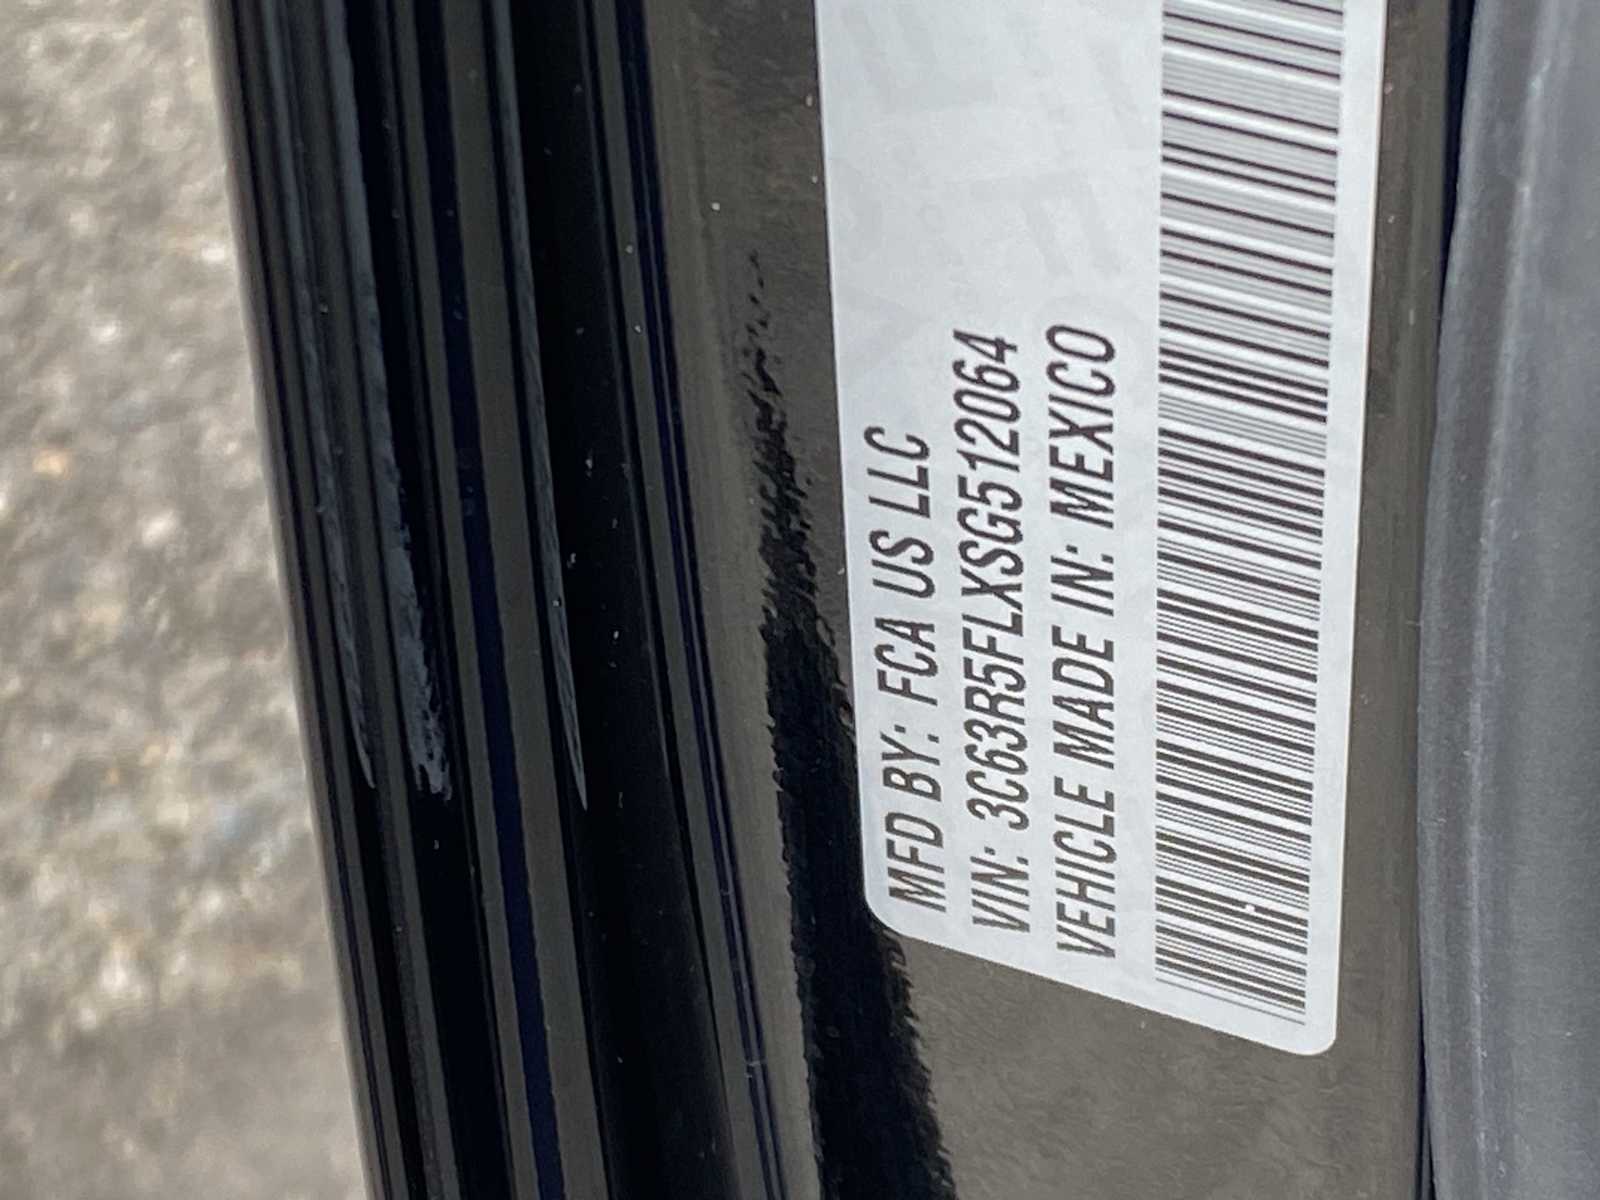 MFD BY: FCA US LLC
VIN: 3C63R5FLXSG512064
VEHICLE MADE IN: MEXICO